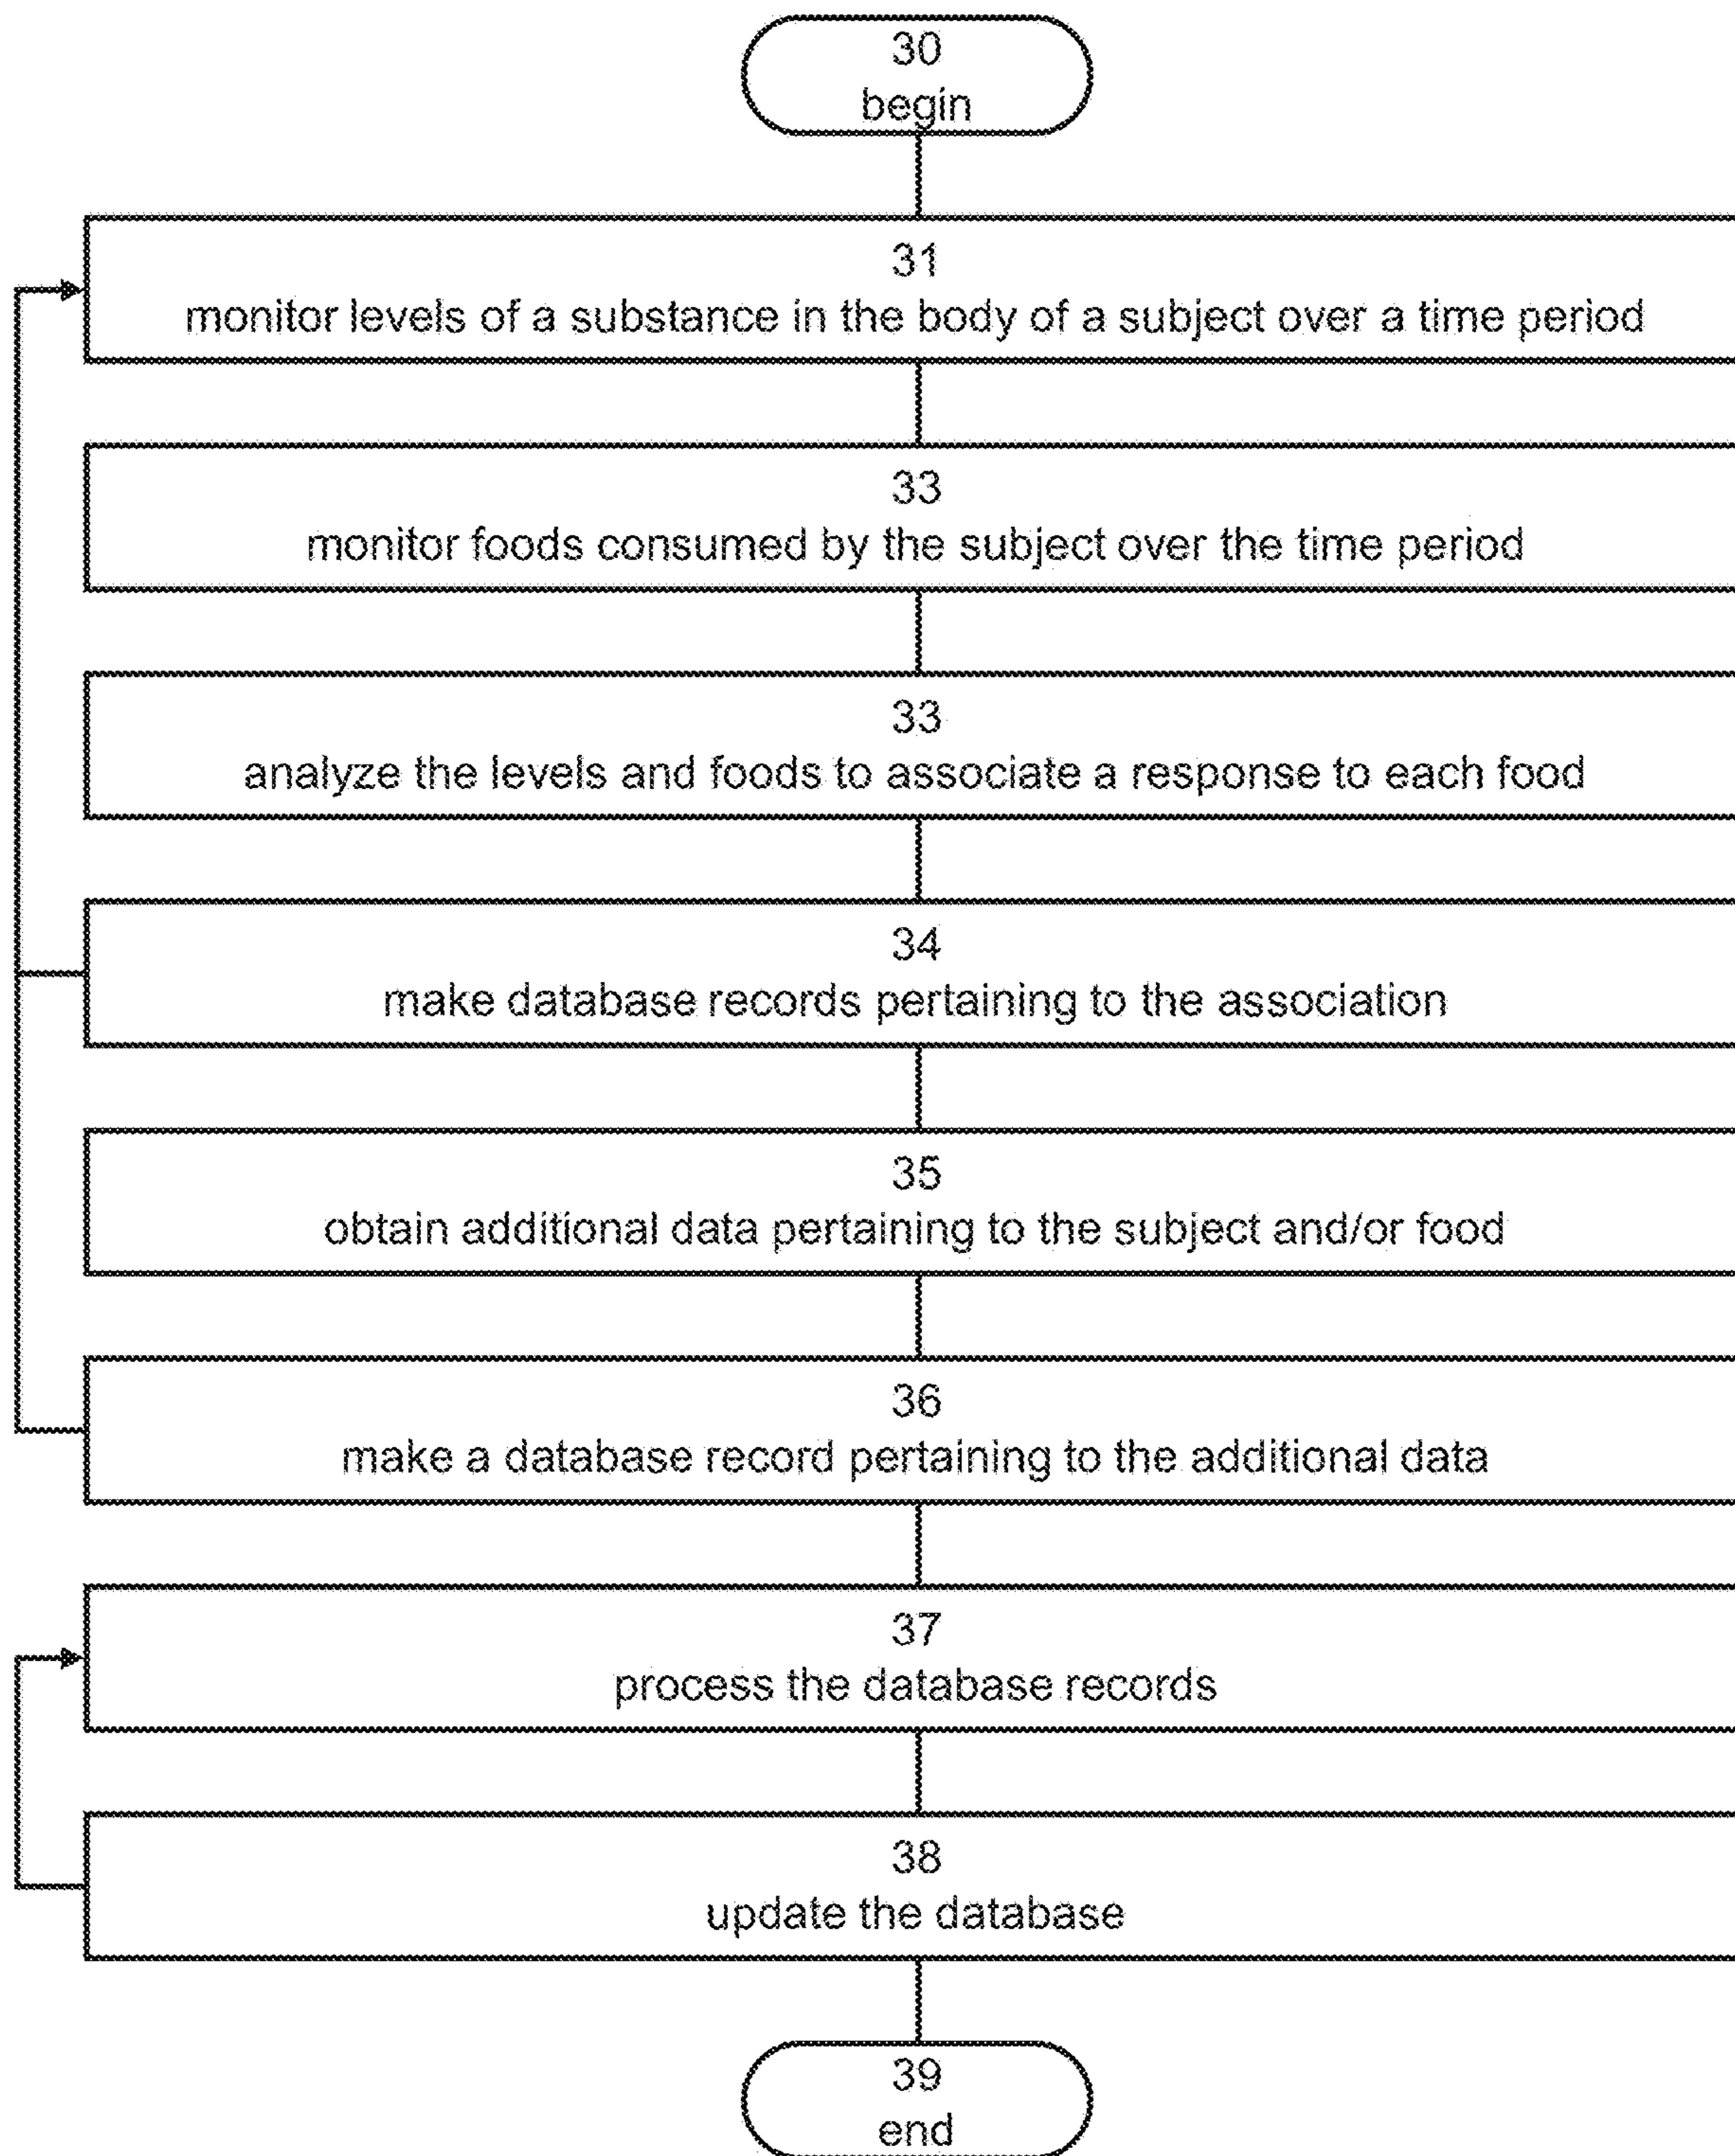 30
begin
31
monitor levels of a substance in the body of a subject over a time period
33
monitor foods consumed by the subject over the time period
33
analyze the levels and foods to associate a response to each food
34
make database records pertaining to the association
35
obtain additional data pertaining to the subject and/or food
36
make a database record pertaining to the additional data
37
process the database records
38
update the database
39
end